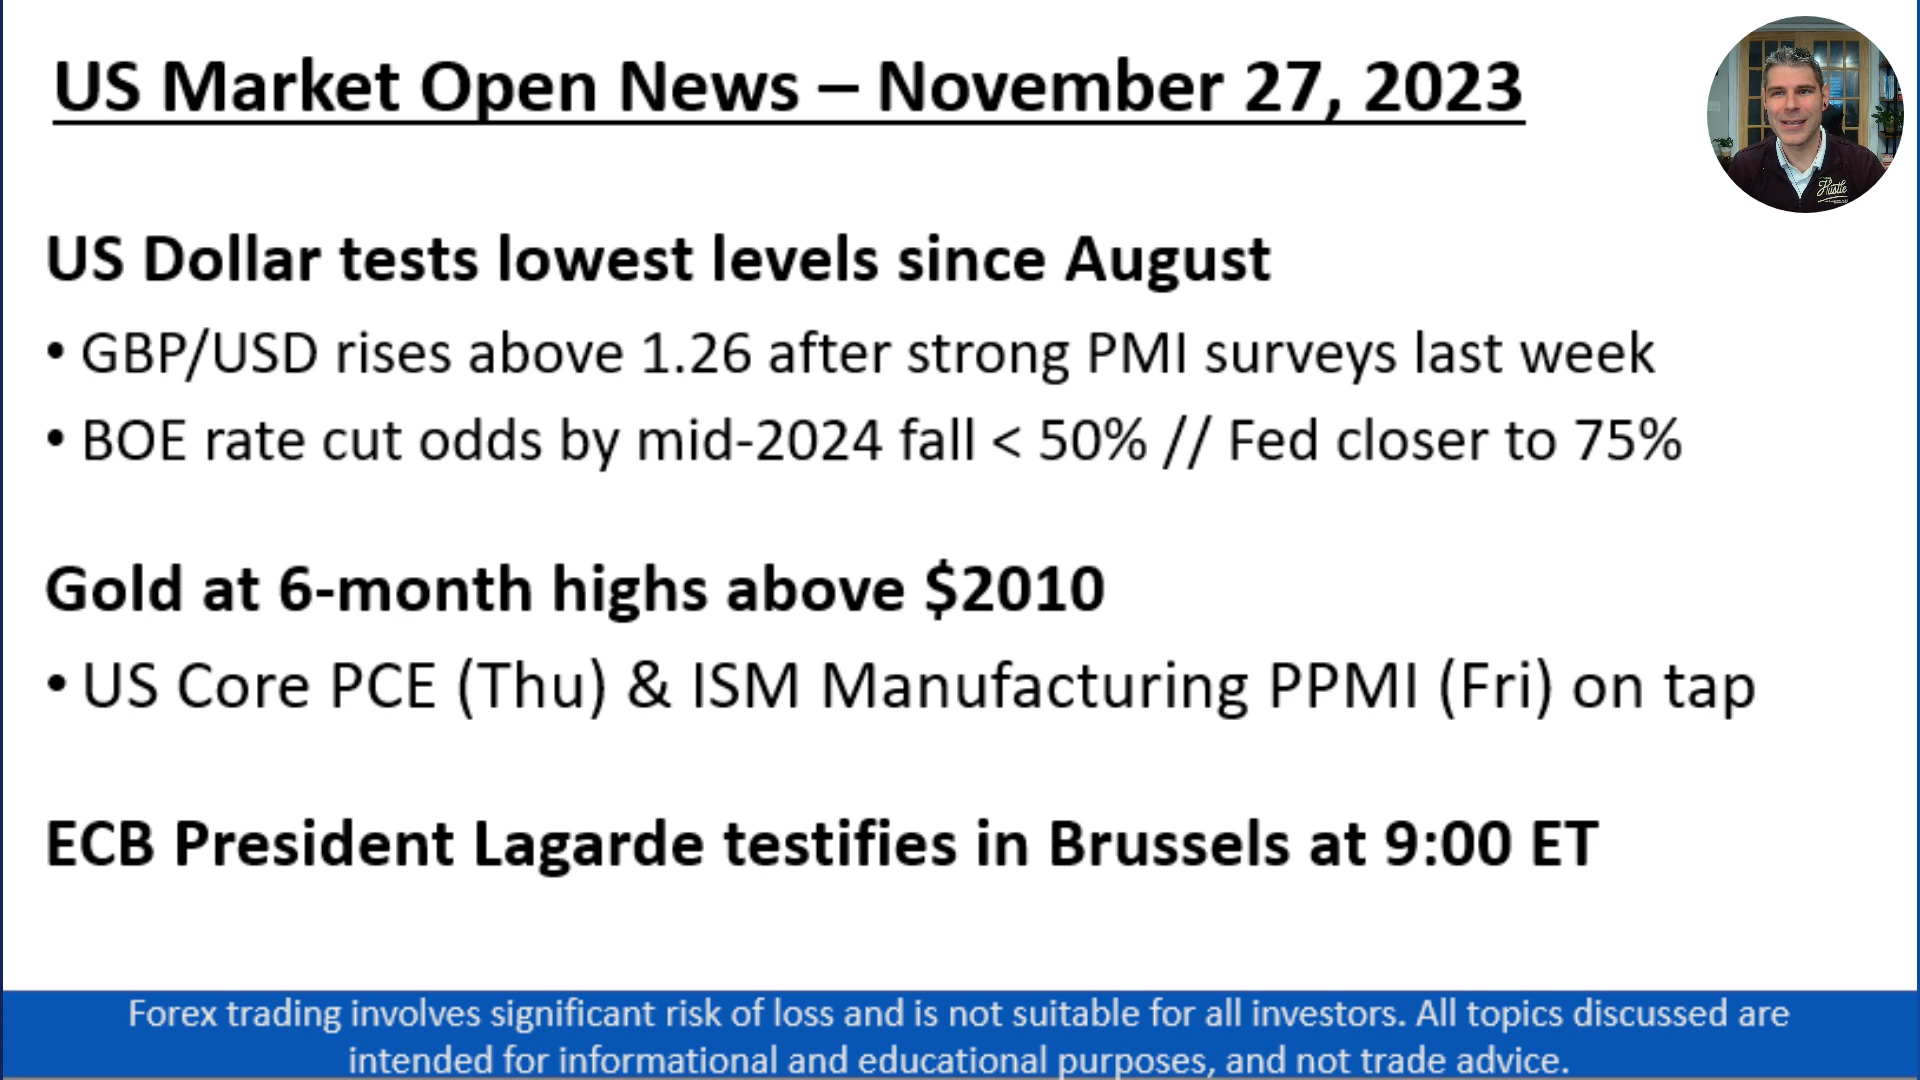 US Market Open News – November 27, 2023
US Dollar tests lowest levels since August
• GBP/USD rises above 1.26 after strong PMI surveys last week
• BOE rate cut odds by mid-2024 fall < 50% // Fed closer to 75%
Gold at 6-month highs above $2010
• US Core PCE (Thu) & ISM Manufacturing PPMI (Fri) on tap
ECB President Lagarde testifies in Brussels at 9:00 ET
Forex trading involves significant risk of loss and is not suitable for all investors. All topics discussed are
intended for informational and educational purposes, and not trade advice.
Hustle